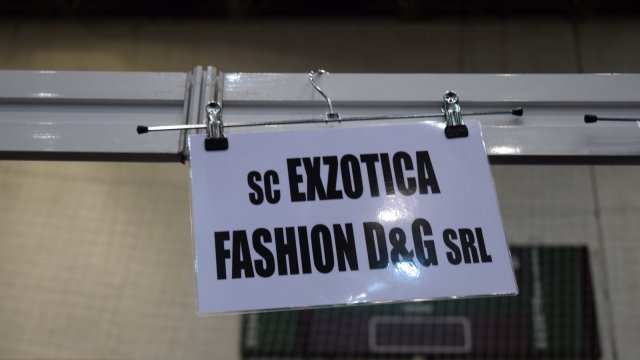 SC EXZOTICA
FASHION D&G SRL